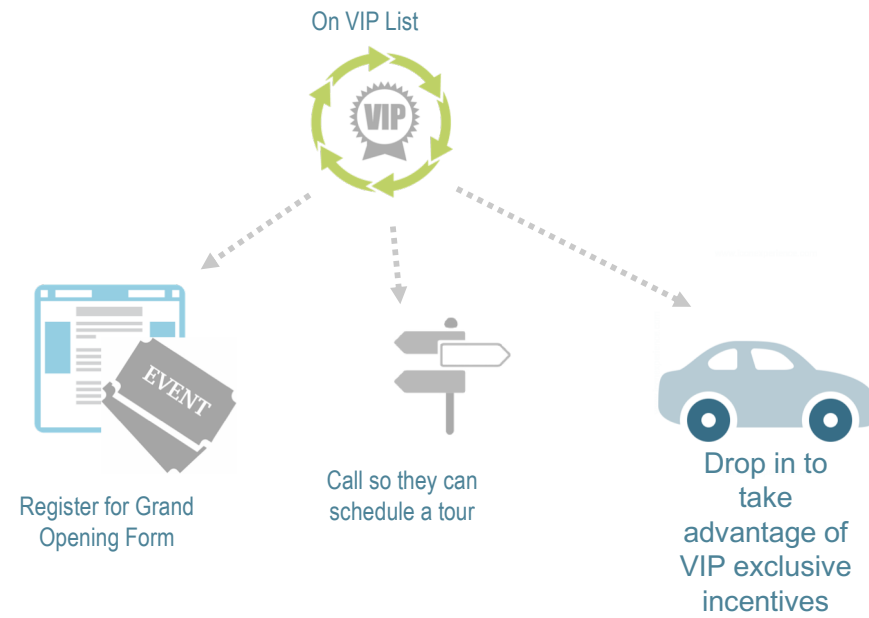 On VIP List
VIP
EVENT
Register for Grand
Opening Form
Call so they can
schedule a tour
Drop in to
take
advantage of
VIP exclusive
incentives